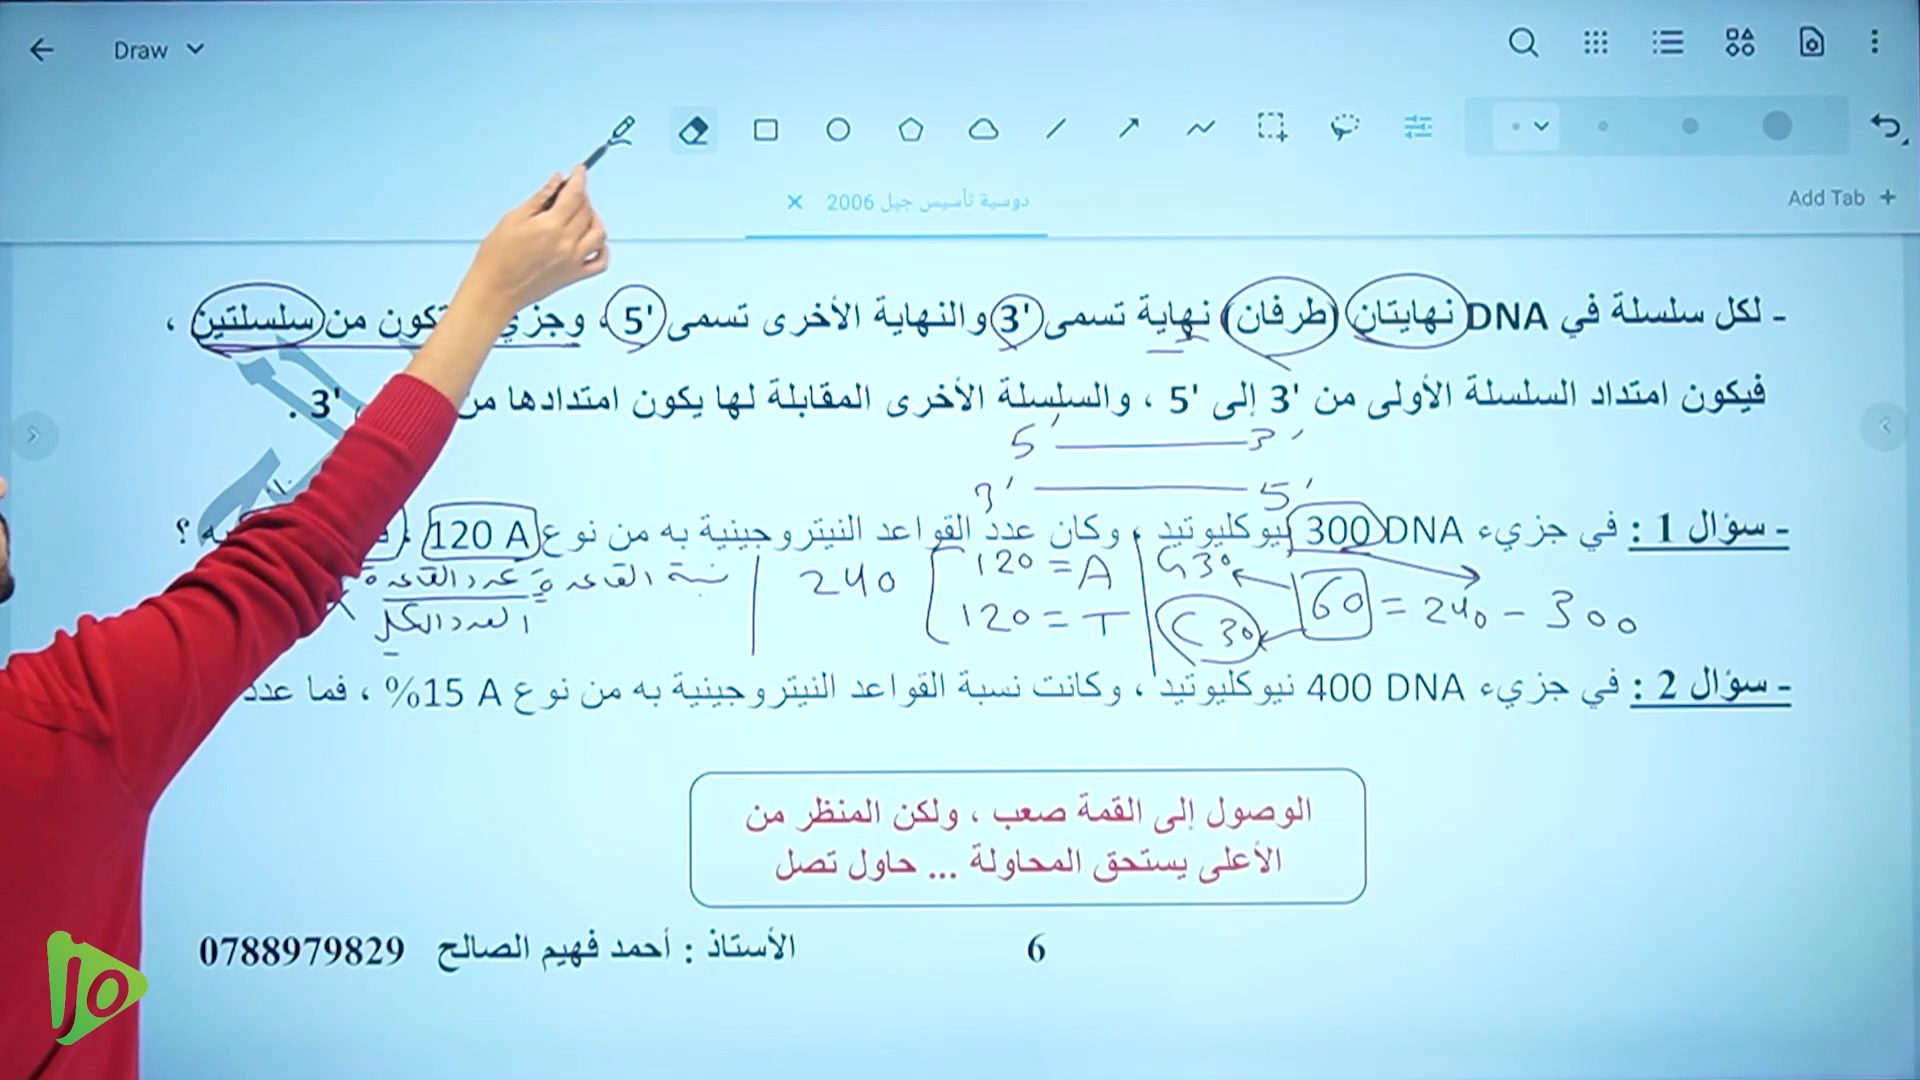 Draw
دوسية تأسيس جيل 2006
Add Tab +
- لكل سلسلة في DNA نهايتان (طرفان) نهاية تسمى 3' والنهاية الأخرى تسمى 5' ، وجزيء تكون من سلسلتين ،
فيكون امتداد السلسلة الأولى من 3' إلى 5' ، والسلسلة الأخرى المقابلة لها يكون امتدادها من 3' .
5' 3'
3' 5'
- سؤال 1 : في جزيء DNA 300 نيوكليوتيد ، وكان عدد القواعد النيتروجينية به من نوع A 120 ، به ؟
نسبة القاعدة = عدد القاعدة
العدد الكلي
240
120 = A
120 = T
G 30
C 30
60 = 240 - 300
- سؤال 2 : في جزيء DNA 400 نيوكليوتيد ، وكانت نسبة القواعد النيتروجينية به من نوع A 15% ، فما عدد
الوصول إلى القمة صعب ، ولكن المنظر من
الأعلى يستحق المحاولة ... حاول تصل
6
الأستاذ : أحمد فهيم الصالح 0788979829
JO